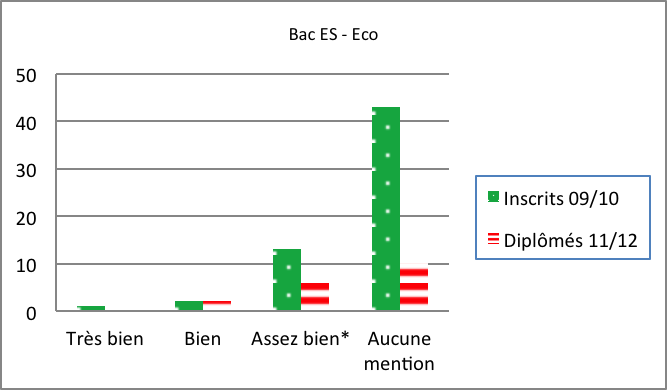 Bac ES - Eco
50
40
30
20
10
0
Très bien
Bien
Assez bien*
Aucune
mention
Inscrits 09/10
Diplômés 11/12